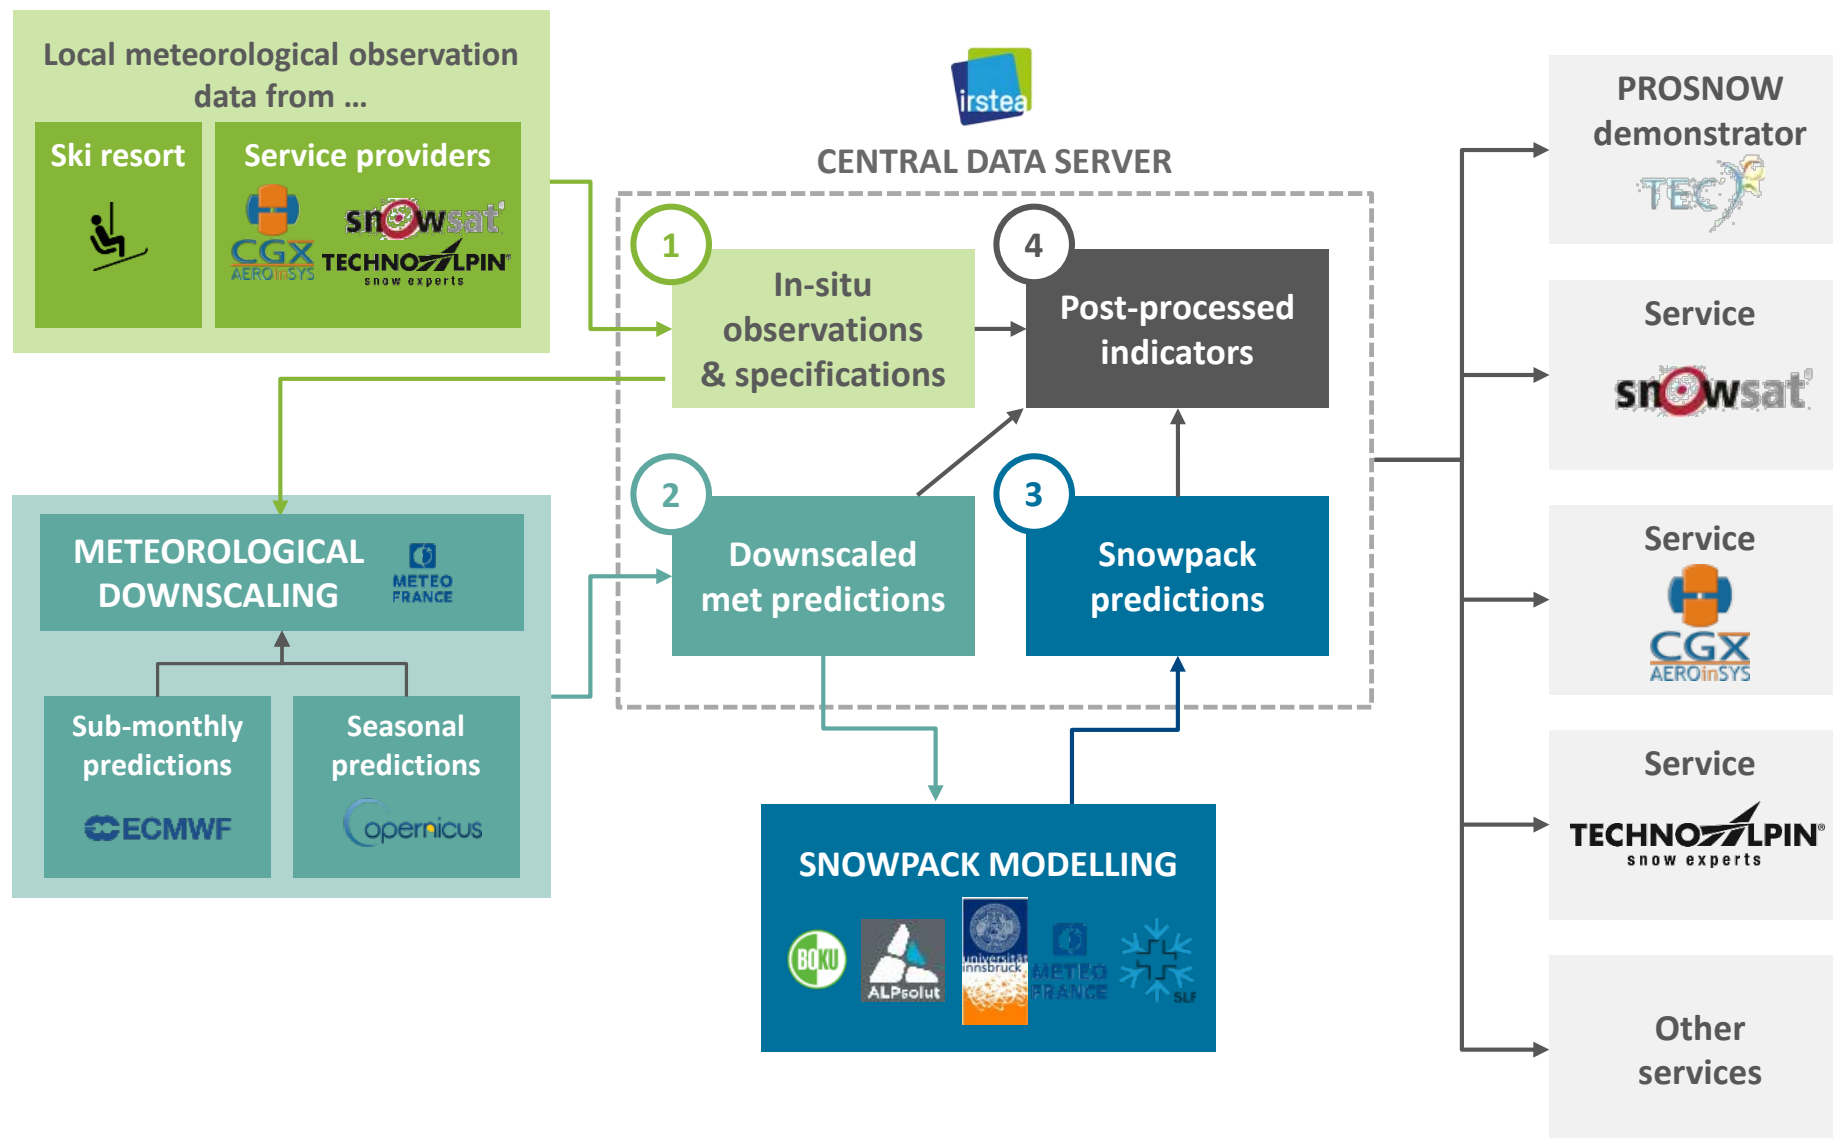 Local meteorological observation
data from ...
Ski resort
Service providers
CGX
AEROinSYS
snowsat
TECHNOALPIN®
snow experts
irstea
CENTRAL DATA SERVER
1
In-situ
observations
& specifications
4
Post-processed
indicators
2
Downscaled
met predictions
3
Snowpack
predictions
METEOROLOGICAL
DOWNSCALING
METEO
FRANCE
Sub-monthly
predictions
ECMWF
Seasonal
predictions
Copernicus
SNOWPACK MODELLING
BOKU
ALPsolut
universität
innsbruck
METEO
FRANCE
SLF
PROSNOW
demonstrator
TEC
Service
snowsat
Service
CGX
AEROinSYS
Service
TECHNOALPIN®
snow experts
Other
services